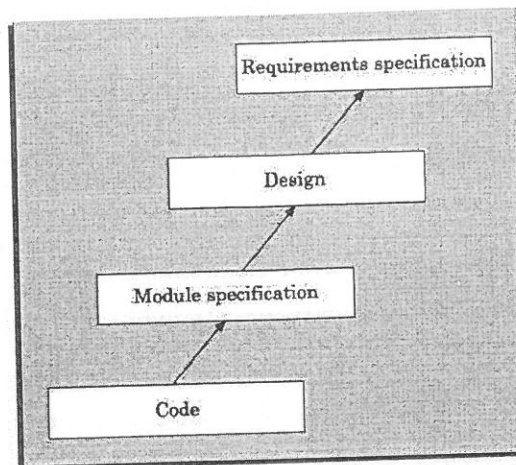 Requirements specification
Design
Module specification
Code